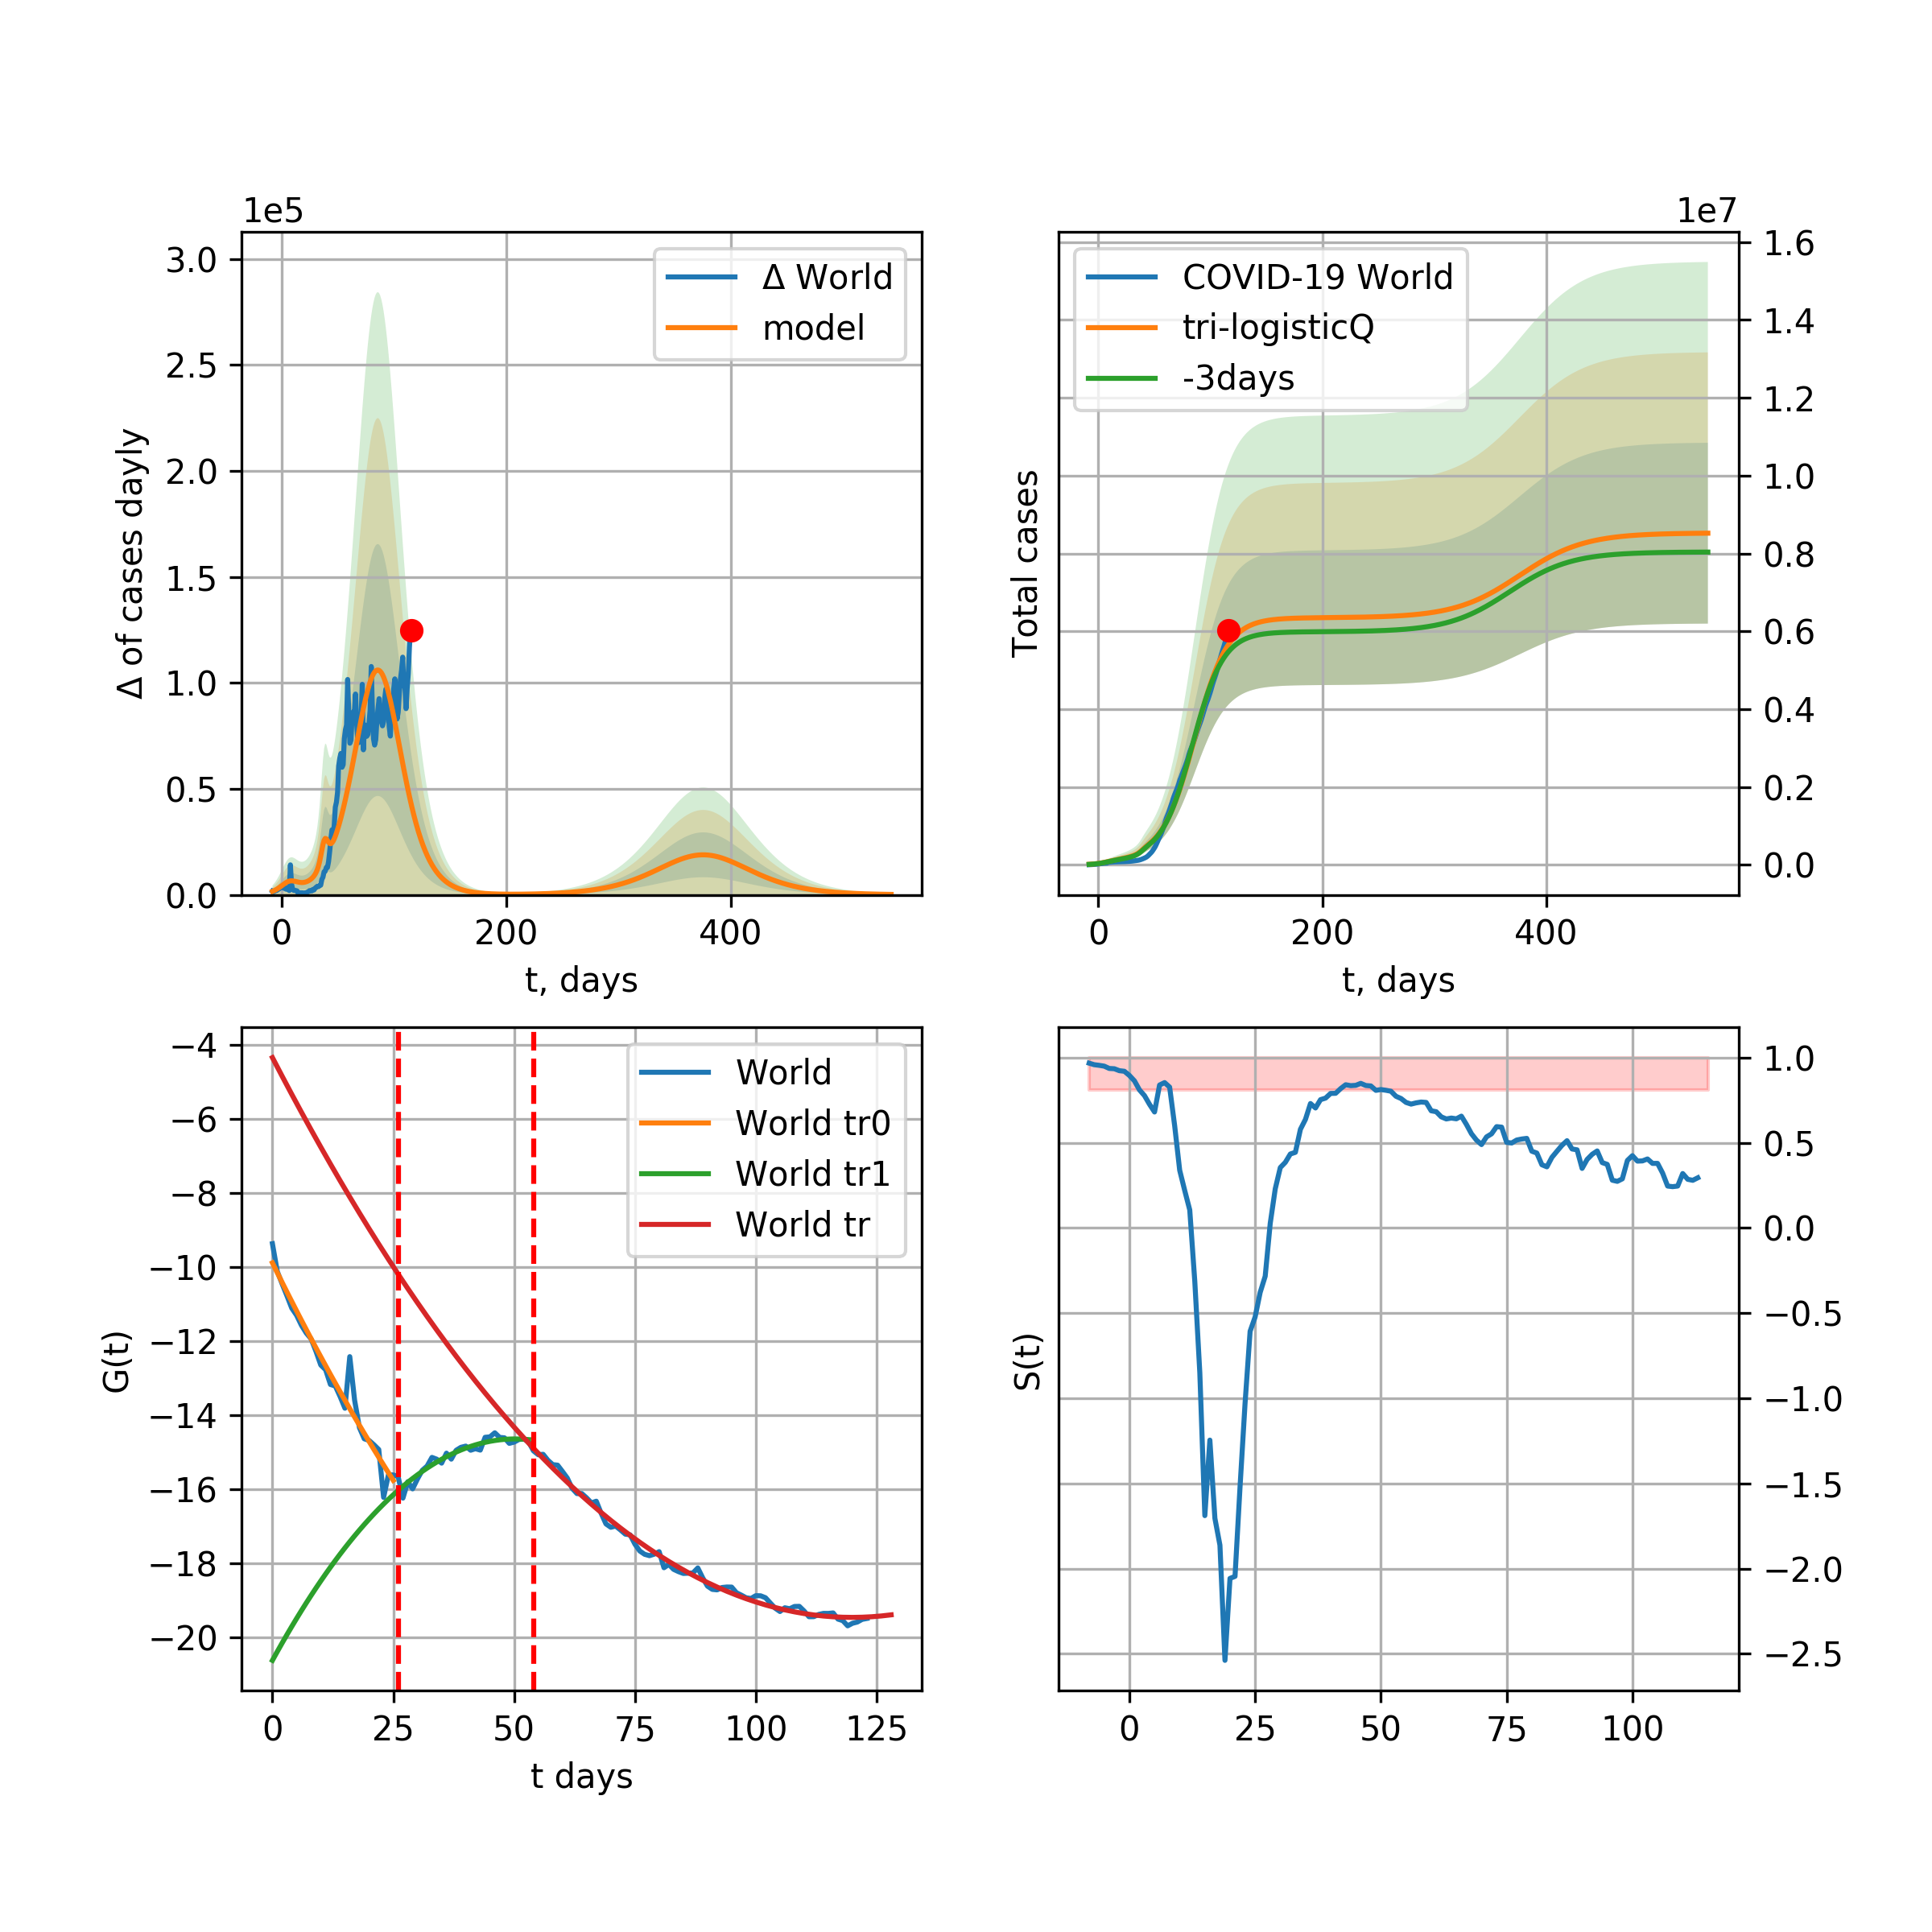 1e5
3.0
2.5
2.0
1.5
1.0
0.5
0.0
Δ of cases dayly
Δ World
model
0 200 400
t, days
1e7
1.6
1.4
1.2
1.0
0.8
0.6
0.4
0.2
0.0
Total cases
COVID-19 World
tri-logisticQ
-3days
0 200 400
t, days
−4
−6
−8
−10
−12
−14
−16
−18
−20
G(t)
World
World tr0
World tr1
World tr
0 25 50 75 100 125
t days
1.0
0.5
0.0
−0.5
−1.0
−1.5
−2.0
−2.5
S(t)
0 25 50 75 100